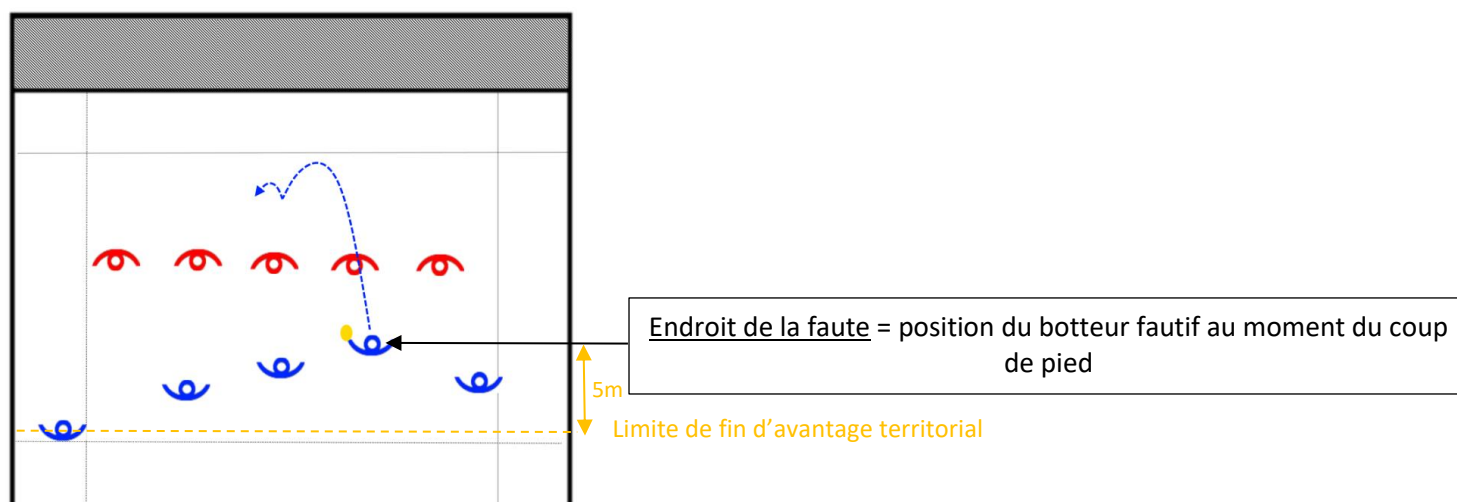 Endroit de la faute = position du botteur fautif au moment du coup
de pied
5m
Limite de fin d’avantage territorial